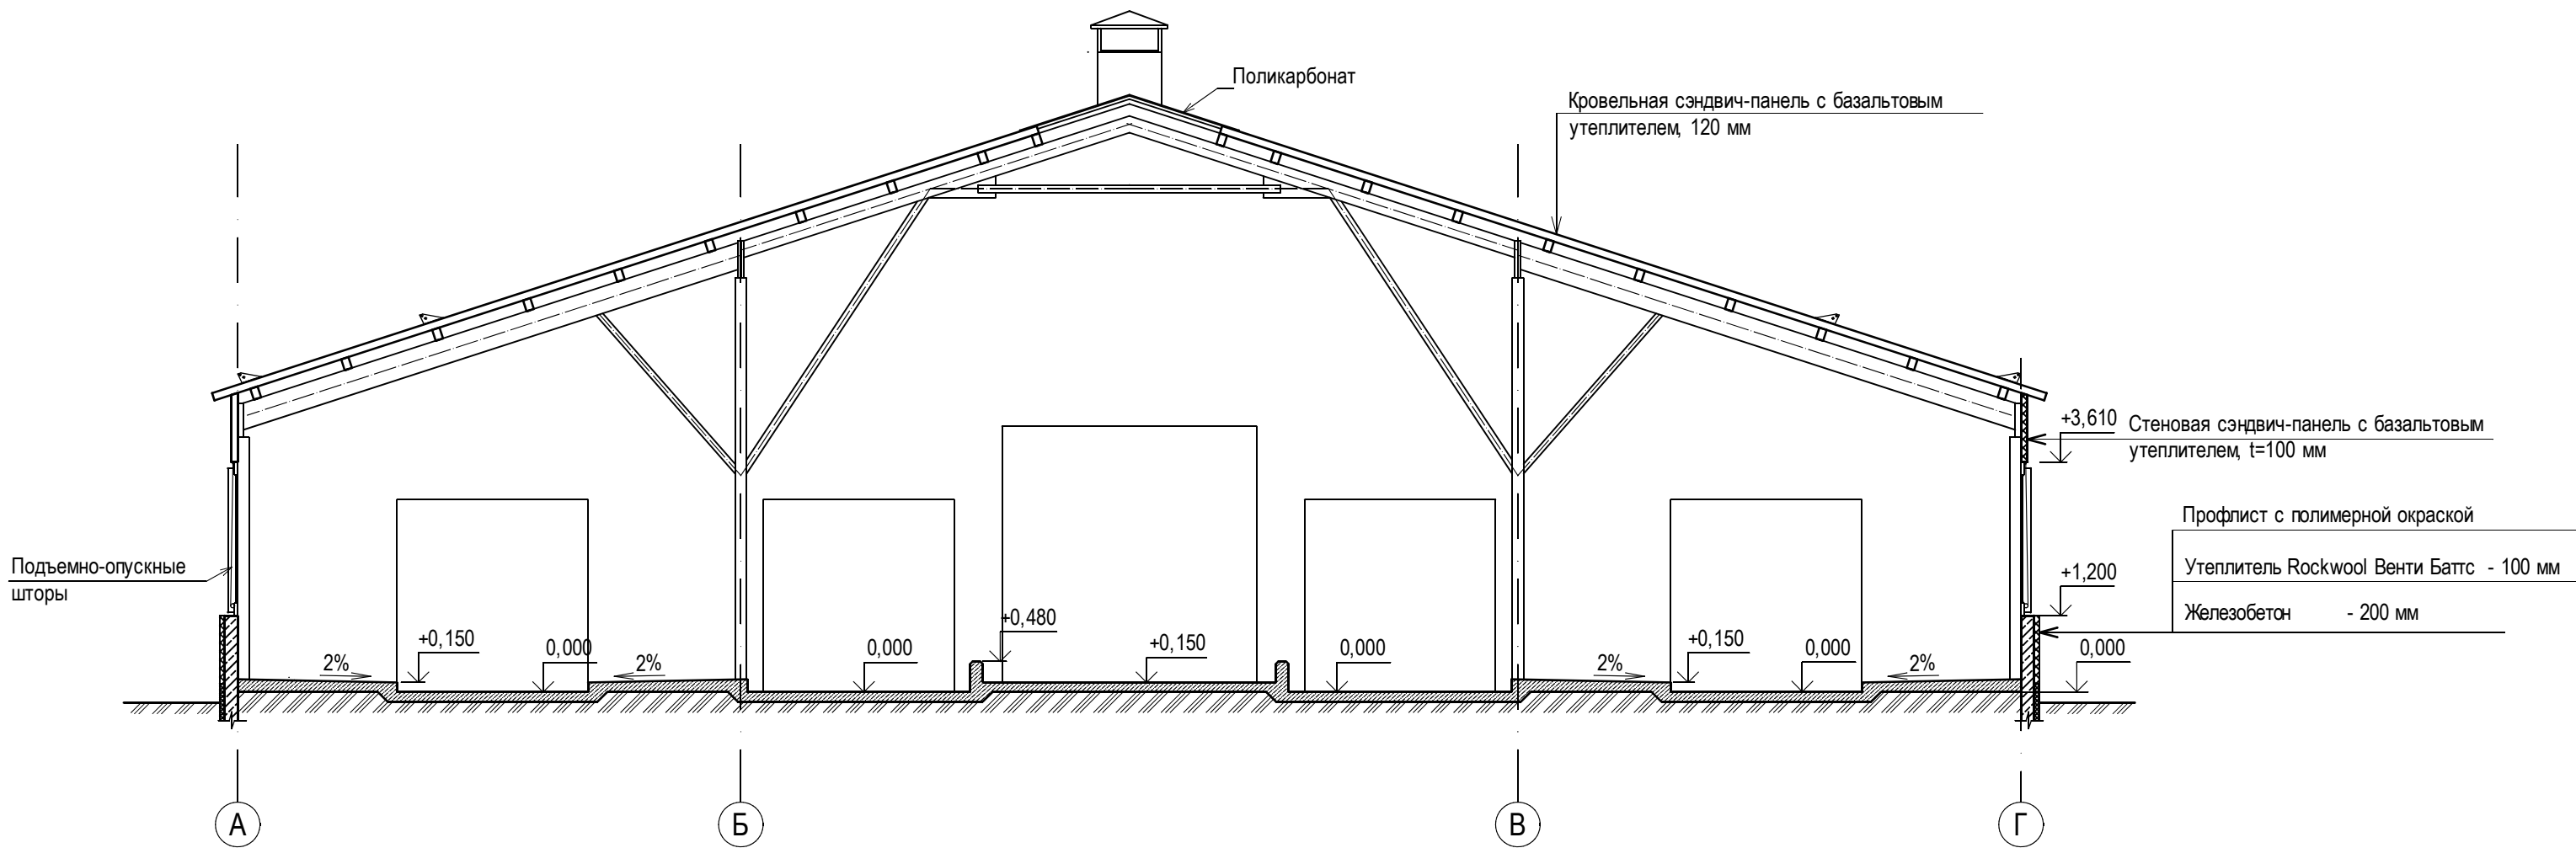 Поликарбонат
Кровельная сэндвич-панель с базальтовым
утеплителем, 120 мм
+3,610
Стеновая сэндвич-панель с базальтовым
утеплителем, t=100 мм
Профлист с полимерной окраской
Подъемно-опускные
шторы
Утеплитель Rockwool Венти Баттс - 100 мм
+1,200
Железобетон - 200 мм
+0,150
0,000
0,000
+0,480
+0,150
0,000
+0,150
0,000
0,000
2%
2%
2%
2%
А
Б
В
Г